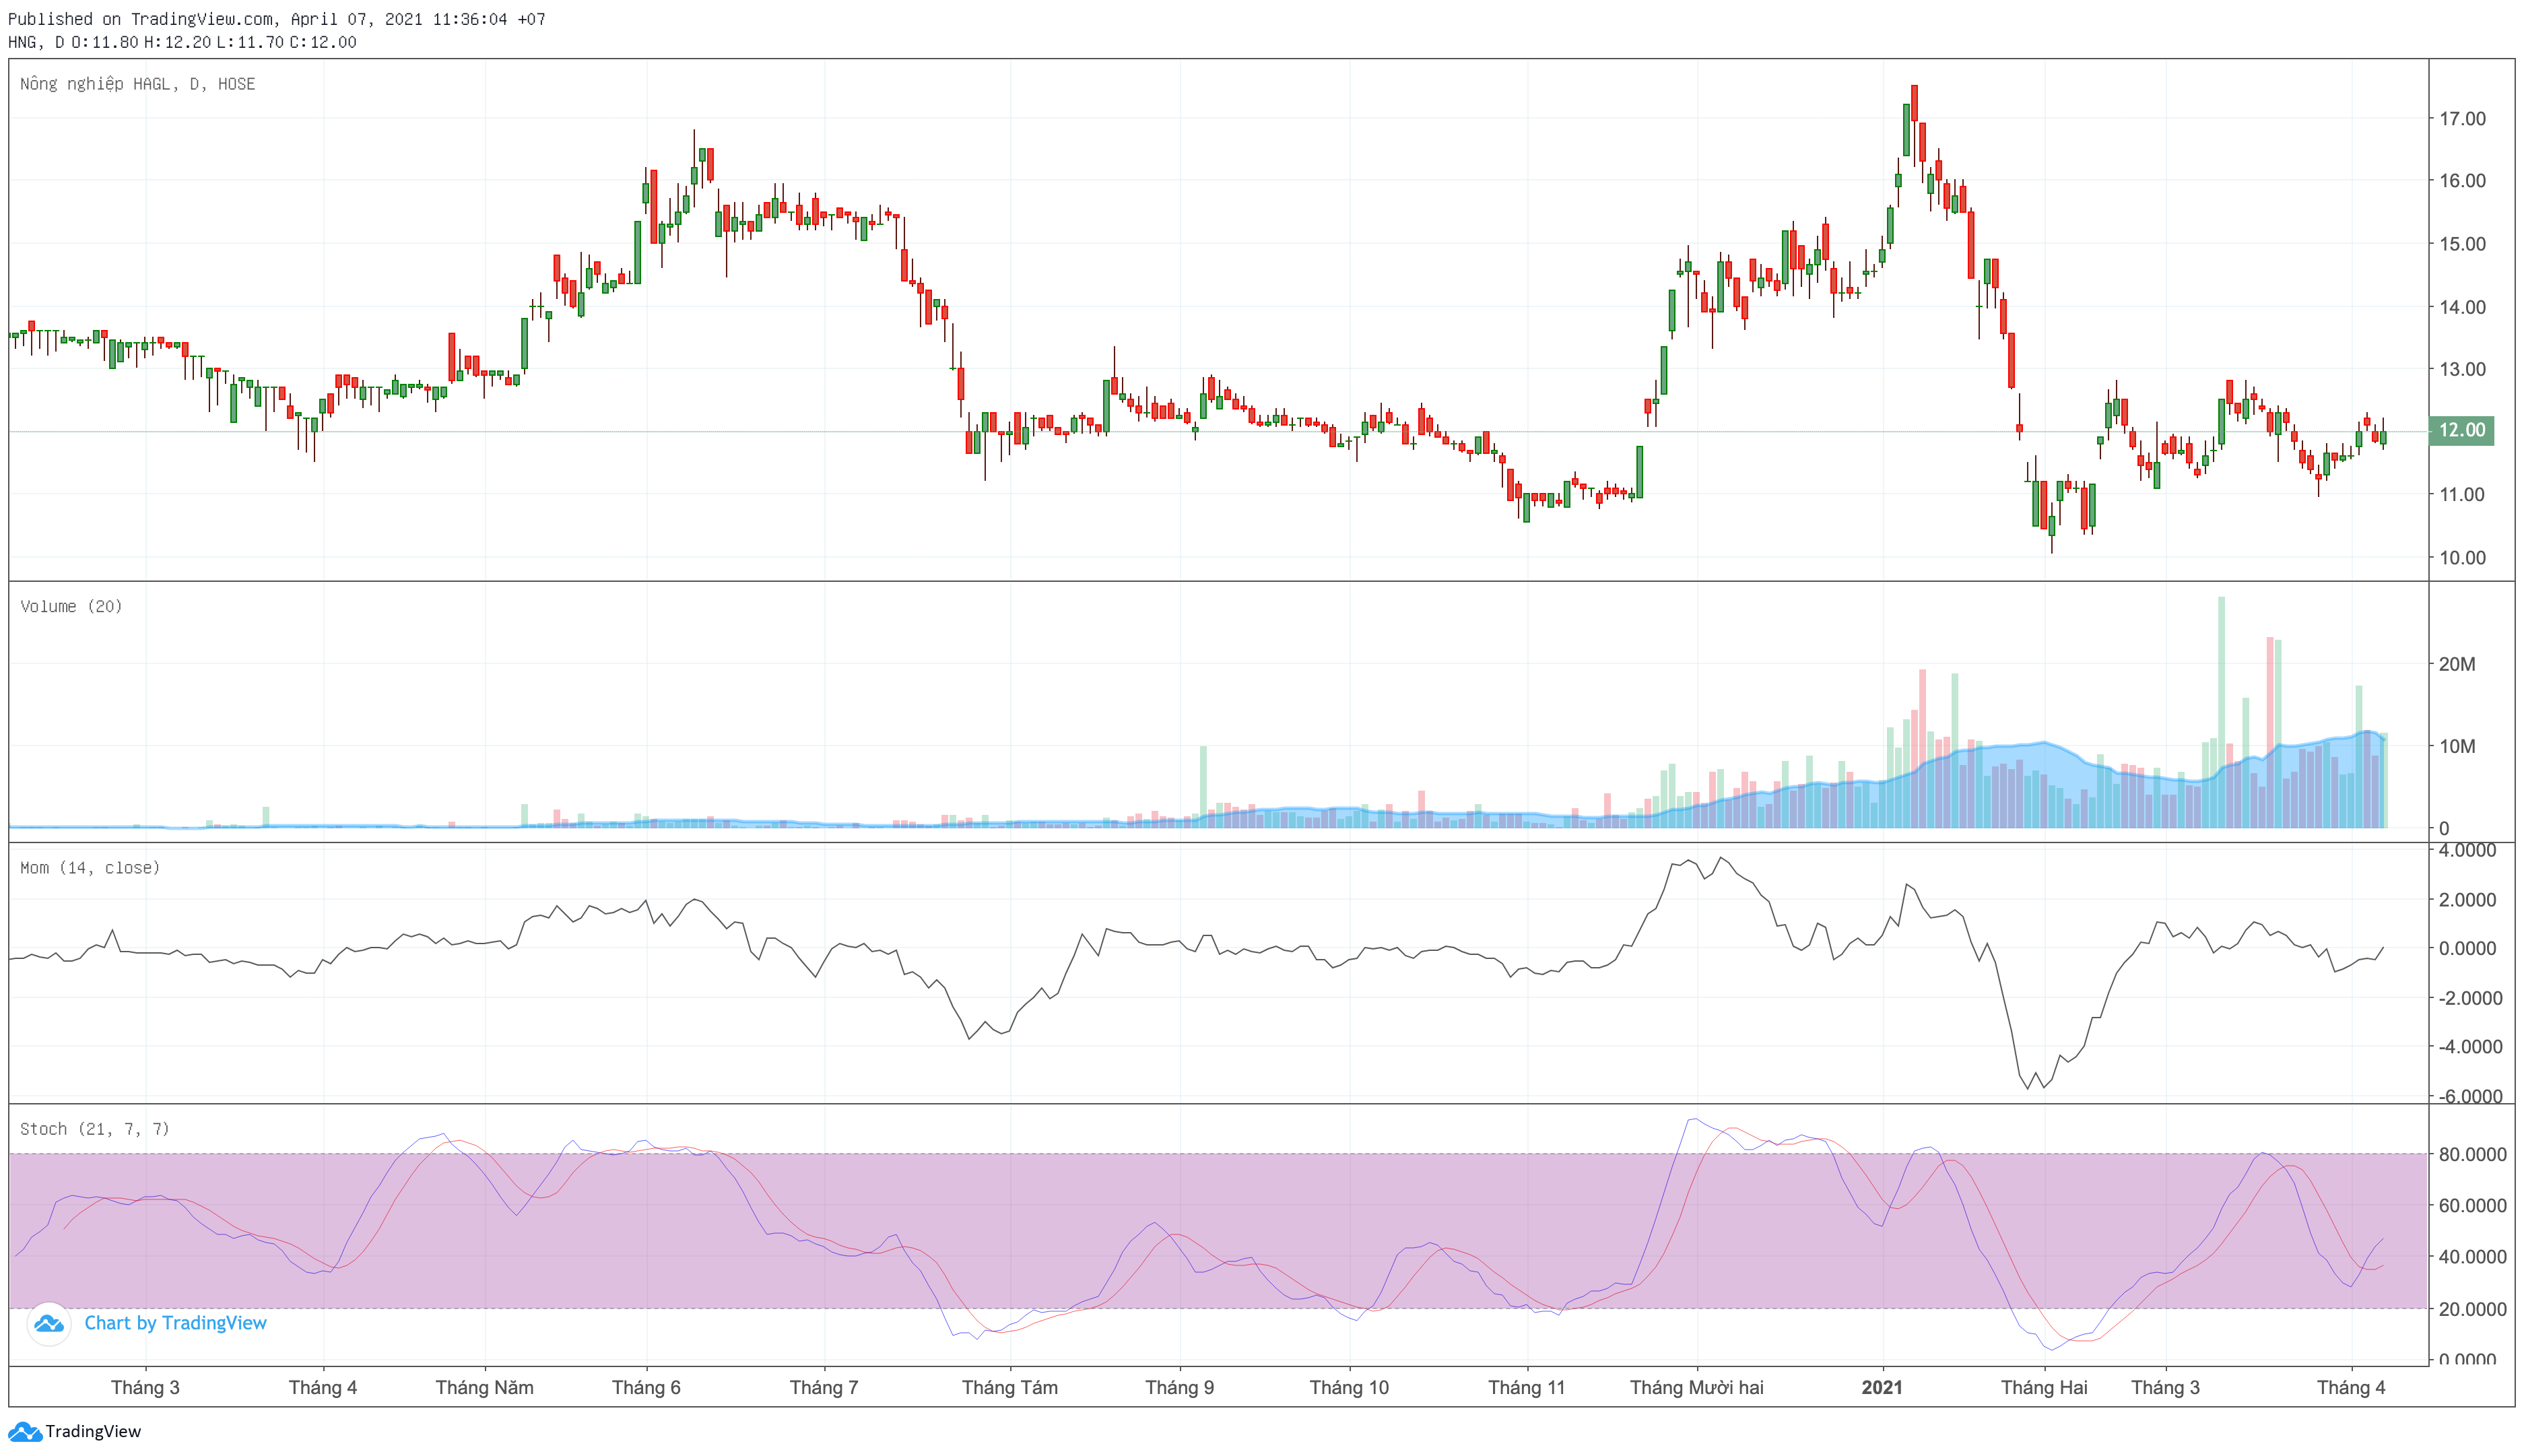 Published on TradingView.com, April 07, 2021 11:36:04 +07
HNG, D O:11.80 H:12.20 L:11.70 C:12.00
Nông nghiệp HAGL, D, HOSE
17.00
16.00
15.00
14.00
13.00
12.00
11.00
10.00
Volume (20)
20M
10M
0
Mom (14, close)
4.0000
2.0000
0.0000
-2.0000
-4.0000
-6.0000
Stoch (21, 7, 7)
80.0000
60.0000
40.0000
20.0000
0.0000
Chart by TradingView
Tháng 3 Tháng 4 Tháng Năm Tháng 6 Tháng 7 Tháng Tám Tháng 9 Tháng 10 Tháng 11 Tháng Mười hai 2021 Tháng Hai Tháng 3 Tháng 4
TradingView